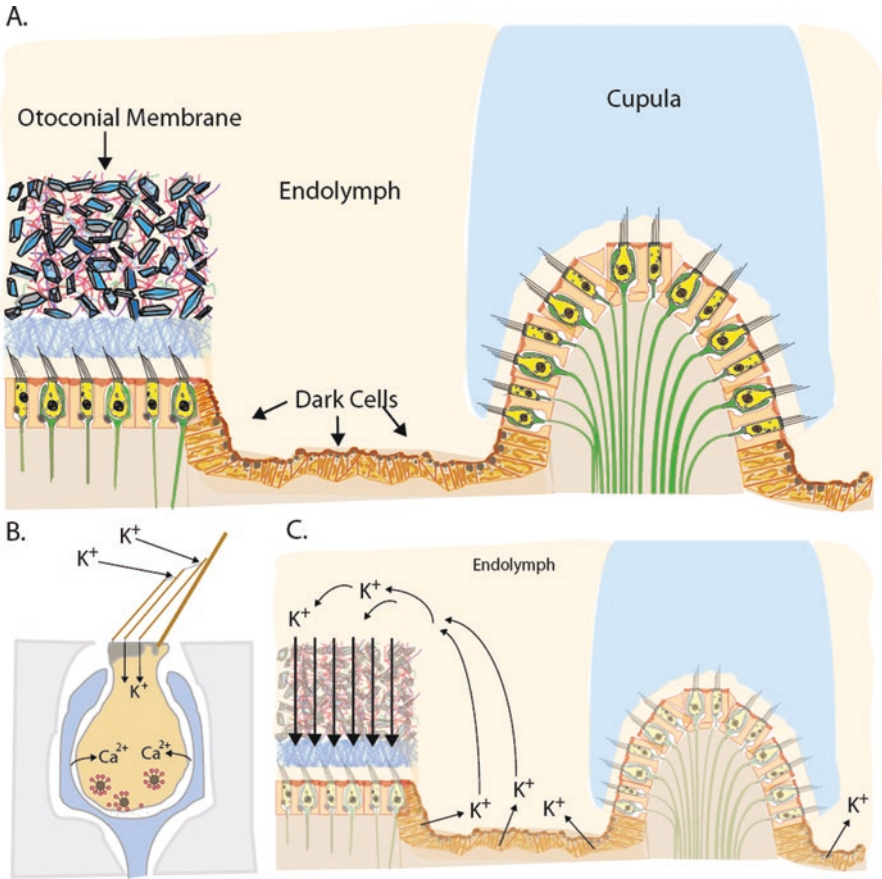 A.
Otoconial Membrane
Endolymph
Cupula
Dark Cells
B.
K⁺
K⁺
K⁺
Ca²⁺ Ca²⁺
C.
Endolymph
K⁺
K⁺
K⁺
K⁺
K⁺
K⁺